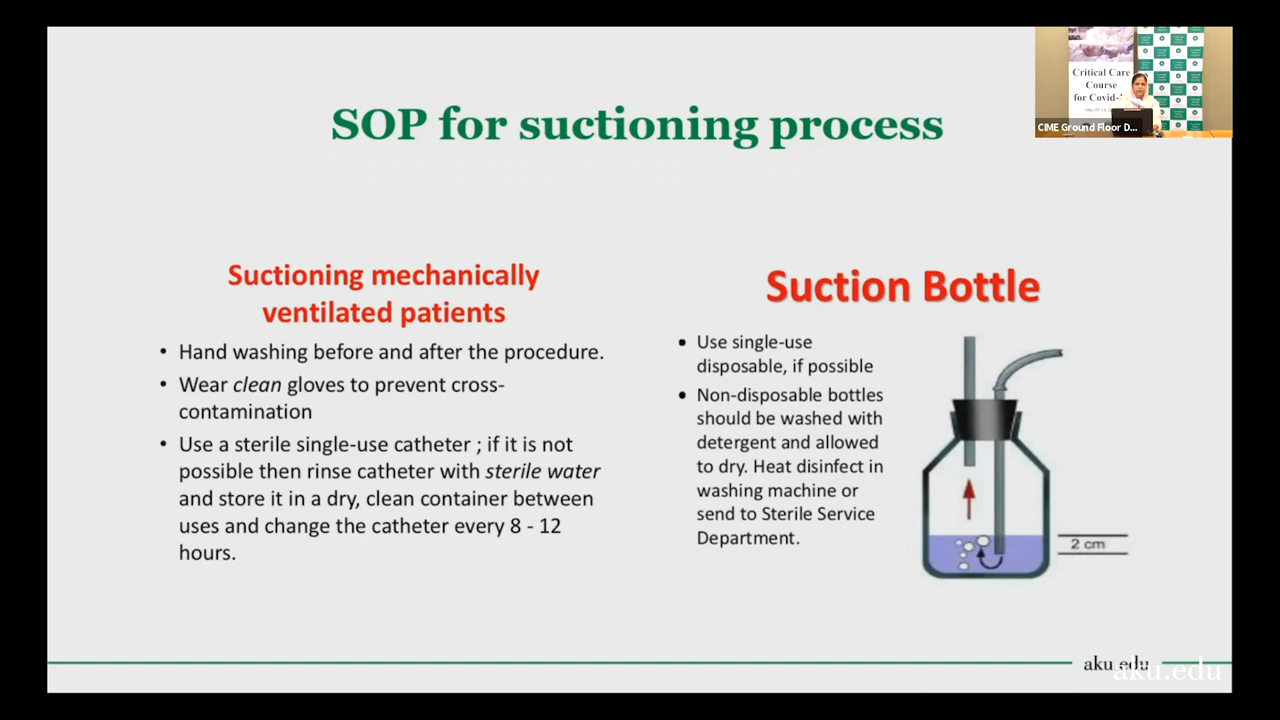 SOP for suctioning process
Critical Care
Course
for Covid-
CIME Ground Floor D...
Suctioning mechanically
ventilated patients
• Hand washing before and after the procedure.
• Wear clean gloves to prevent cross-
contamination
• Use a sterile single-use catheter ; if it is not
possible then rinse catheter with sterile water
and store it in a dry, clean container between
uses and change the catheter every 8 - 12
hours.
Suction Bottle
• Use single-use
disposable, if possible
• Non-disposable bottles
should be washed with
detergent and allowed
to dry. Heat disinfect in
washing machine or
send to Sterile Service
Department.
2 cm
aku.edu
aku.edu